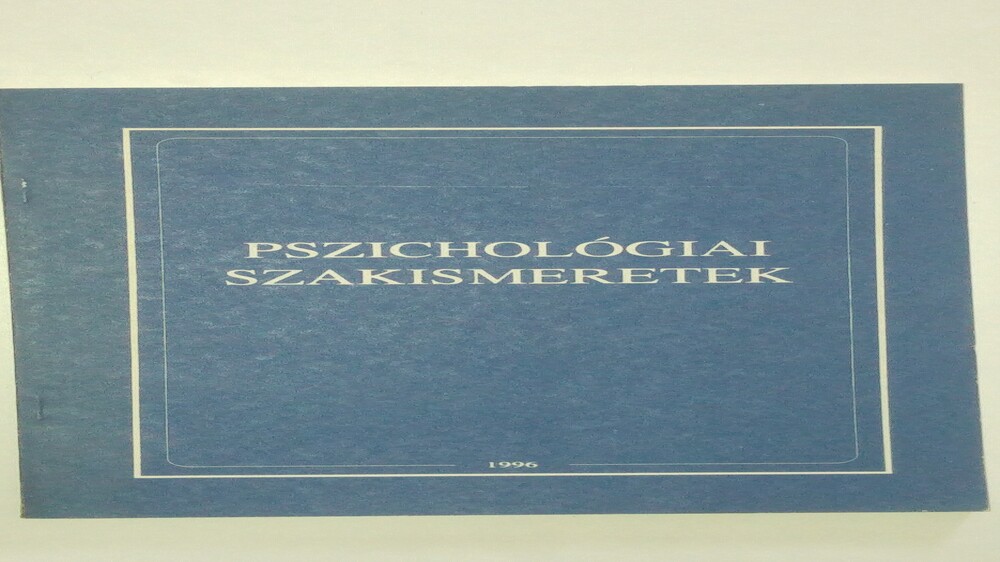 PSZICHOLÓGIAI
SZAKISMERETEK
1996